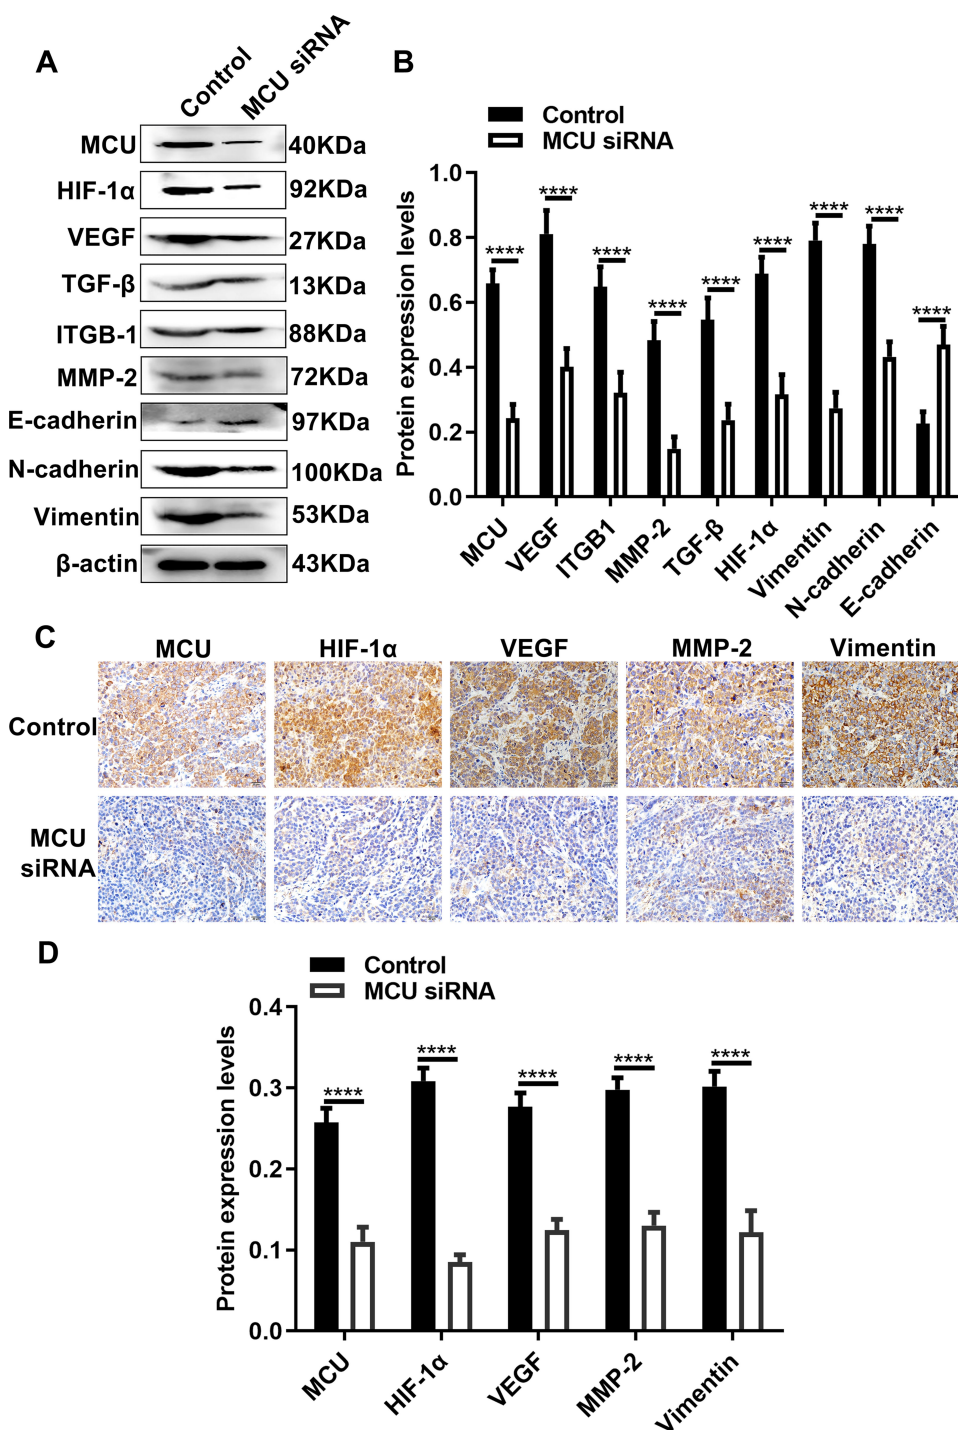 A
Control
MCU siRNA
MCU 40KDa
HIF-1α 92KDa
VEGF 27KDa
TGF-β 13KDa
ITGB-1 88KDa
MMP-2 72KDa
E-cadherin 97KDa
N-cadherin 100KDa
Vimentin 53KDa
β-actin 43KDa
B
Control
MCU siRNA
Protein expression levels
1.0
0.8
0.6
0.4
0.2
0.0
**** **** **** **** **** **** **** **** ****
MCU VEGF ITGB1 MMP-2 TGF-β HIF-1α Vimentin N-cadherin E-cadherin
C
MCU HIF-1α VEGF MMP-2 Vimentin
Control
MCU
siRNA
D
Control
MCU siRNA
Protein expression levels
0.4
0.3
0.2
0.1
0.0
**** **** **** **** ****
MCU HIF-1α VEGF MMP-2 Vimentin